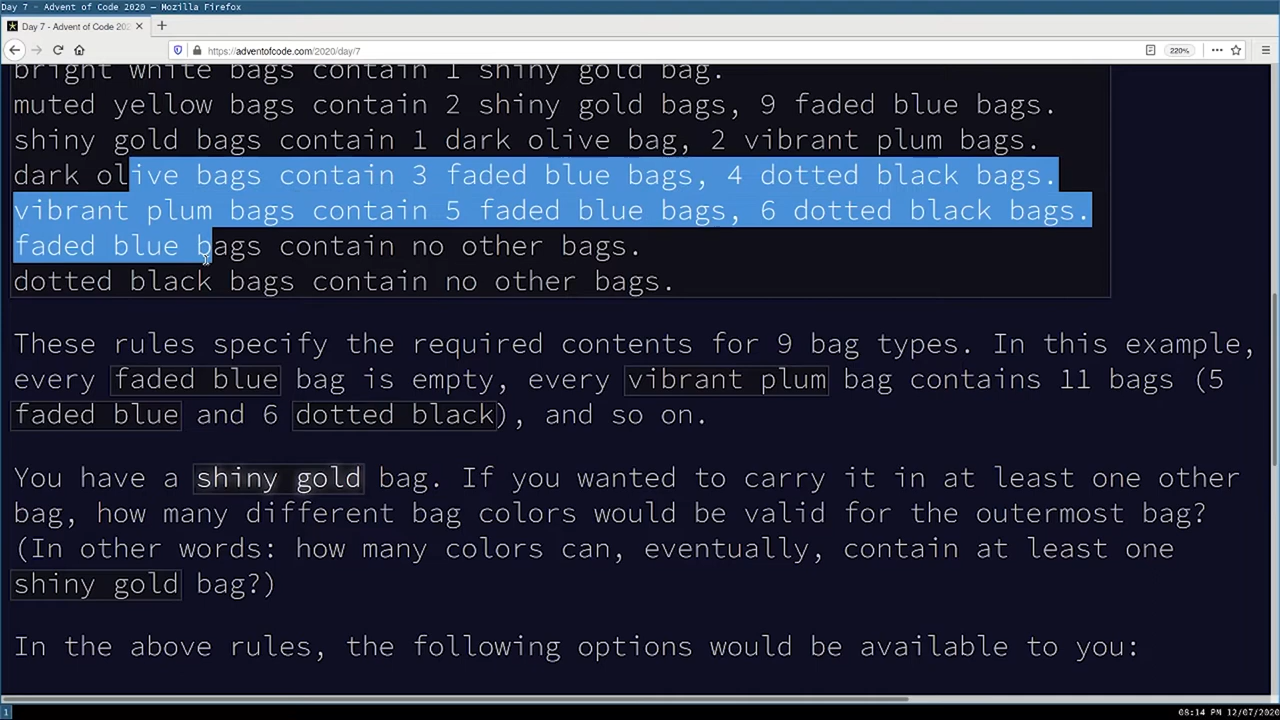 Day 7 - Advent of Code 2020 — Mozilla Firefox
Day 7 - Advent of Code 202
https://adventofcode.com/2020/day/7
220%
bright white bags contain 1 shiny gold bag.
muted yellow bags contain 2 shiny gold bags, 9 faded blue bags.
shiny gold bags contain 1 dark olive bag, 2 vibrant plum bags.
dark olive bags contain 3 faded blue bags, 4 dotted black bags.
vibrant plum bags contain 5 faded blue bags, 6 dotted black bags.
faded blue bags contain no other bags.
dotted black bags contain no other bags.
These rules specify the required contents for 9 bag types. In this example,
every faded blue bag is empty, every vibrant plum bag contains 11 bags (5
faded blue and 6 dotted black), and so on.
You have a shiny gold bag. If you wanted to carry it in at least one other
bag, how many different bag colors would be valid for the outermost bag?
(In other words: how many colors can, eventually, contain at least one
shiny gold bag?)
In the above rules, the following options would be available to you:
1
08:14 PM 12/07/2020